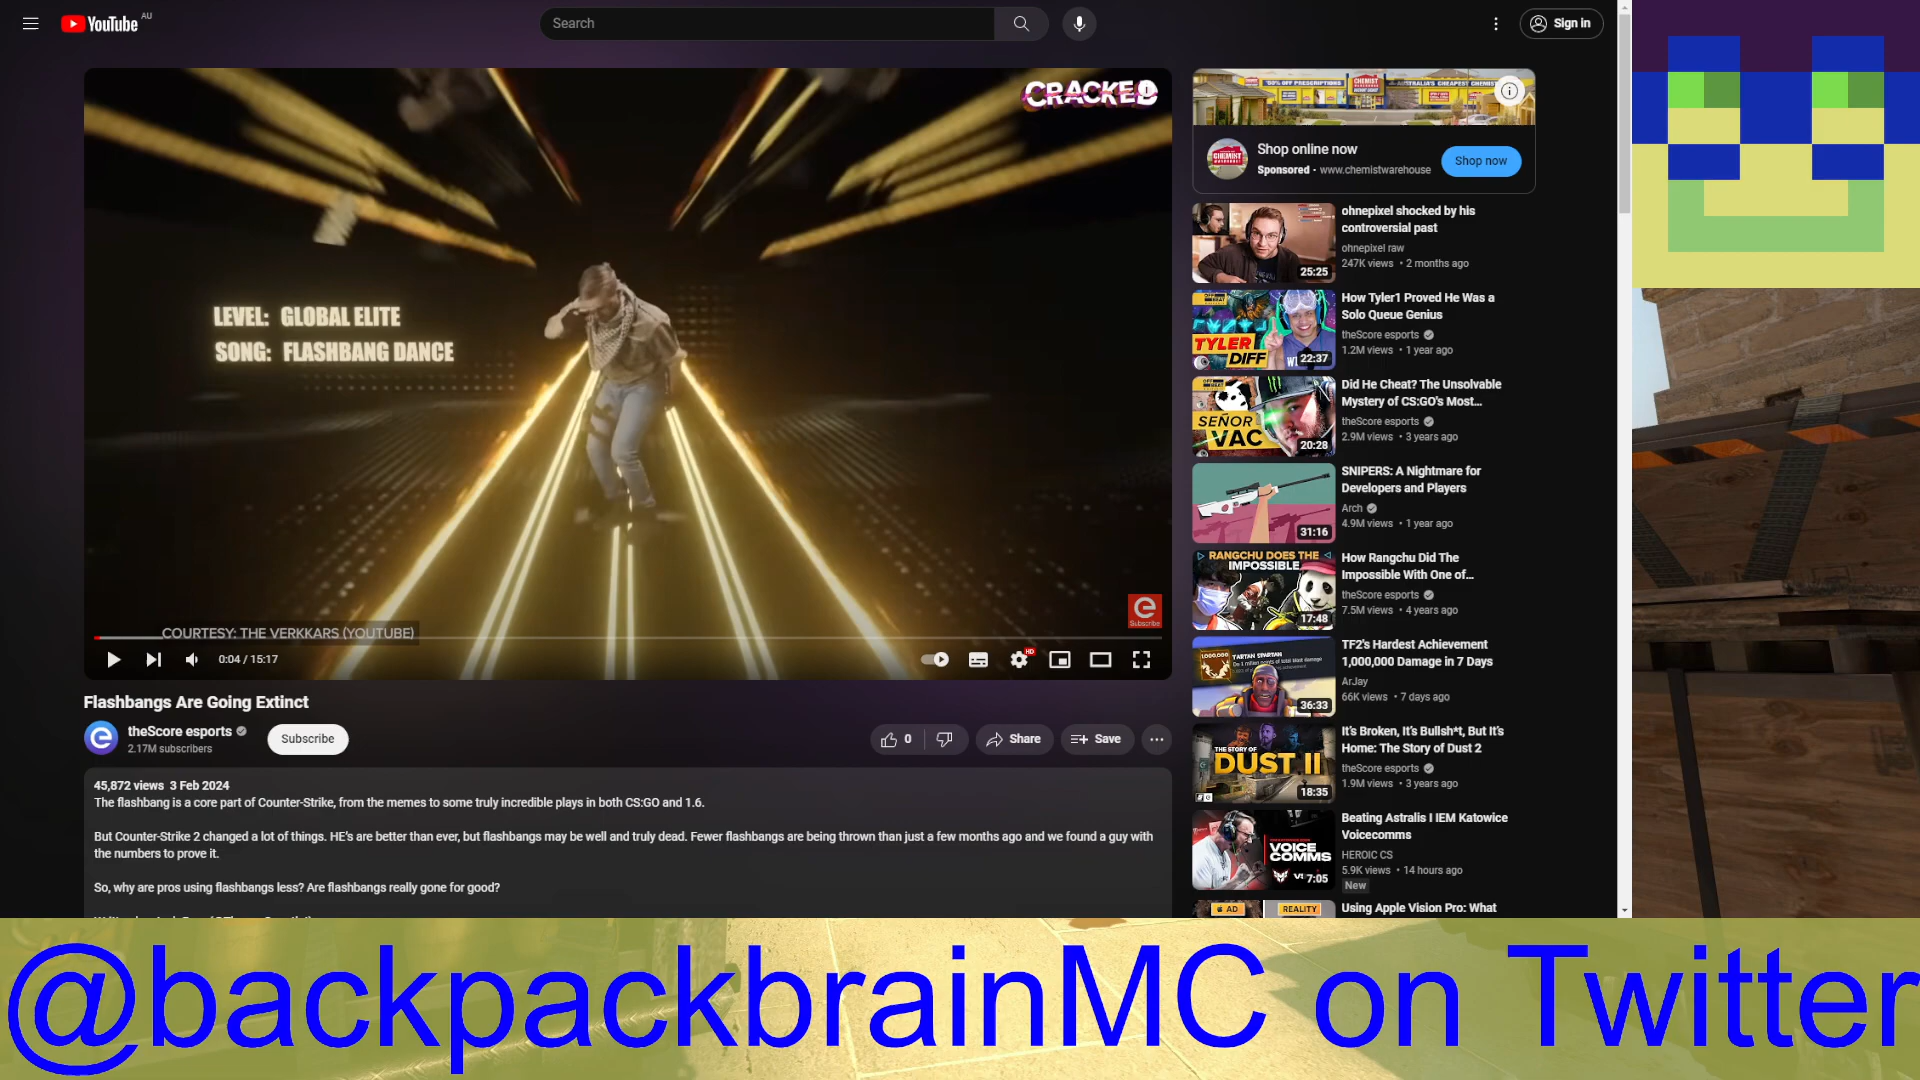 YouTube AU
Search
Sign in
CRACKED
LEVEL: GLOBAL ELITE
SONG: FLASHBANG DANCE
COURTESY: THE VERKKARS (YOUTUBE)
Subscribe
0:04 / 15:17
HD
Flashbangs Are Going Extinct
theScore esports
2.17M subscribers
Subscribe
0
Share
Save
45,872 views 3 Feb 2024
The flashbang is a core part of Counter-Strike, from the memes to some truly incredible plays in both CS:GO and 1.6.
But Counter-Strike 2 changed a lot of things. HE's are better than ever, but flashbangs may be well and truly dead. Fewer flashbangs are being thrown than just a few months ago and we found a guy with
the numbers to prove it.
So, why are pros using flashbangs less? Are flashbangs really gone for good?
CHEMIST
WAREHOUSE
Shop online now
Sponsored • www.chemistwarehouse
Shop now
25:25
ohnepixel shocked by his
controversial past
ohnepixel raw
247K views • 2 months ago
TYLER
DIFF
22:37
How Tyler1 Proved He Was a
Solo Queue Genius
theScore esports
1.2M views • 1 year ago
SEÑOR
VAC
20:28
Did He Cheat? The Unsolvable
Mystery of CS:GO's Most...
theScore esports
2.9M views • 3 years ago
31:16
SNIPERS: A Nightmare for
Developers and Players
Arch
4.9M views • 1 year ago
RANGCHU DOES THE
IMPOSSIBLE
17:48
How Rangchu Did The
Impossible With One of...
theScore esports
7.5M views • 4 years ago
1,000,000
TARTAN SPARTAN
36:33
TF2's Hardest Achievement
1,000,000 Damage in 7 Days
ArJay
66K views • 7 days ago
THE STORY OF
DUST II
18:35
It's Broken, It's Bullsh*t, But It's
Home: The Story of Dust 2
theScore esports
1.9M views • 3 years ago
VOICE
COMMS
7:05
Beating Astralis I IEM Katowice
Voicecomms
HEROIC CS
5.9K views • 14 hours ago
New
AD
REALITY
Using Apple Vision Pro: What
@backpackbrainMC on Twitter